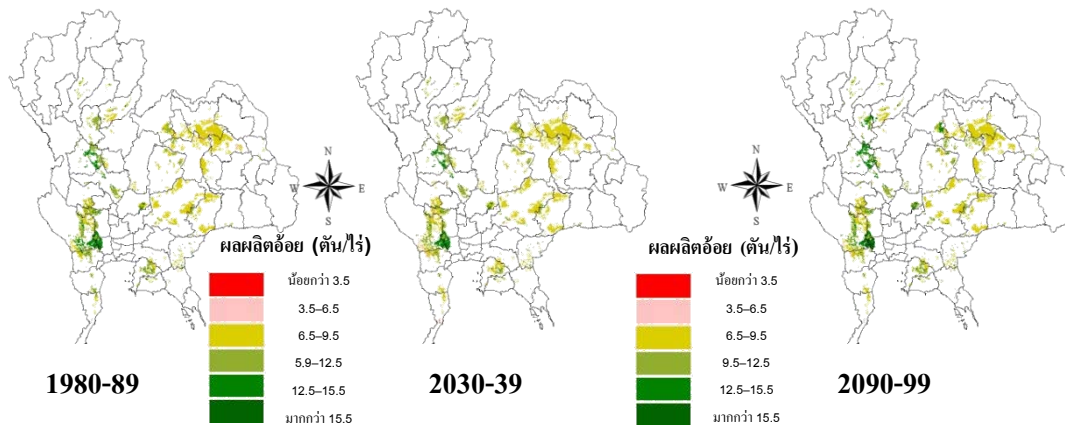 N
W E
S
ผลผลิตอ้อย (ตัน/ไร่)
น้อยกว่า 3.5
3.5–6.5
6.5–9.5
5.9–12.5
12.5–15.5
มากกว่า 15.5
1980-89
2030-39
N
W E
S
ผลผลิตอ้อย (ตัน/ไร่)
น้อยกว่า 3.5
3.5–6.5
6.5–9.5
9.5–12.5
12.5–15.5
มากกว่า 15.5
2090-99